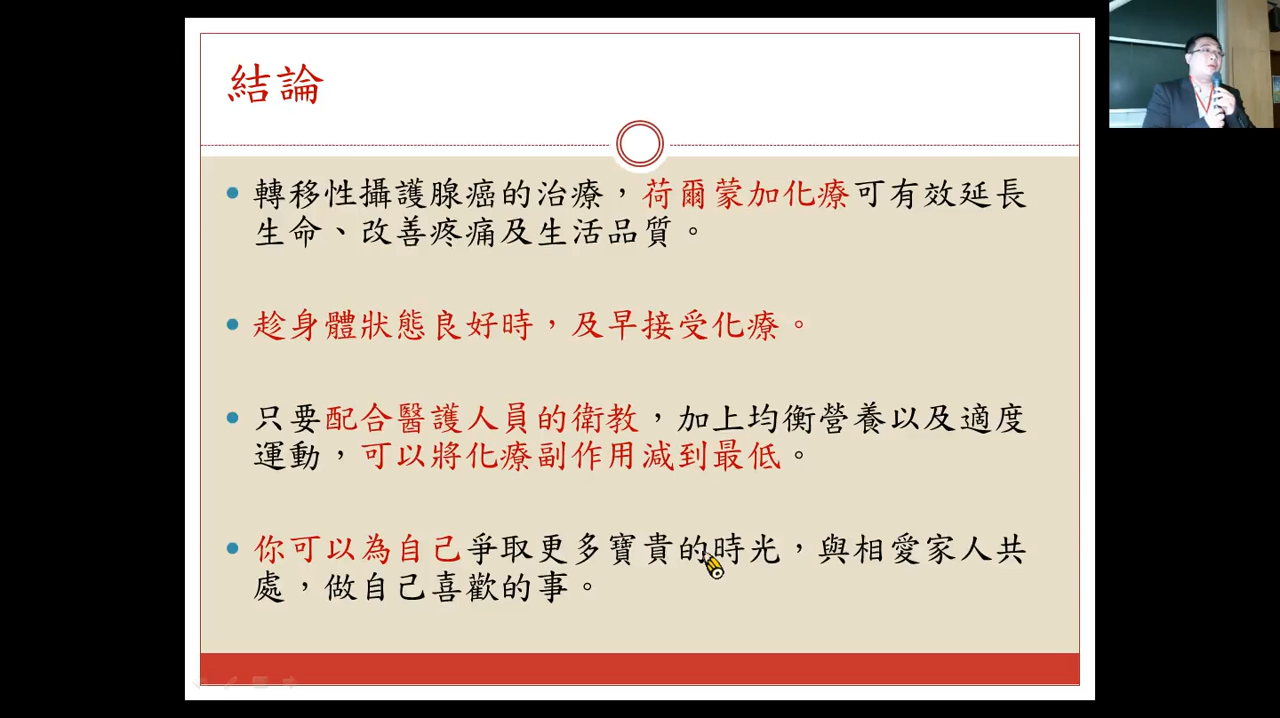 結論
轉移性攝護腺癌的治療，荷爾蒙加化療可有效延長
生命、改善疼痛及生活品質。
趁身體狀態良好時，及早接受化療。
只要配合醫護人員的衛教，加上均衡營養以及適度
運動，可以將化療副作用減到最低。
你可以為自己爭取更多寶貴的時光，與相愛家人共
處，做自己喜歡的事。